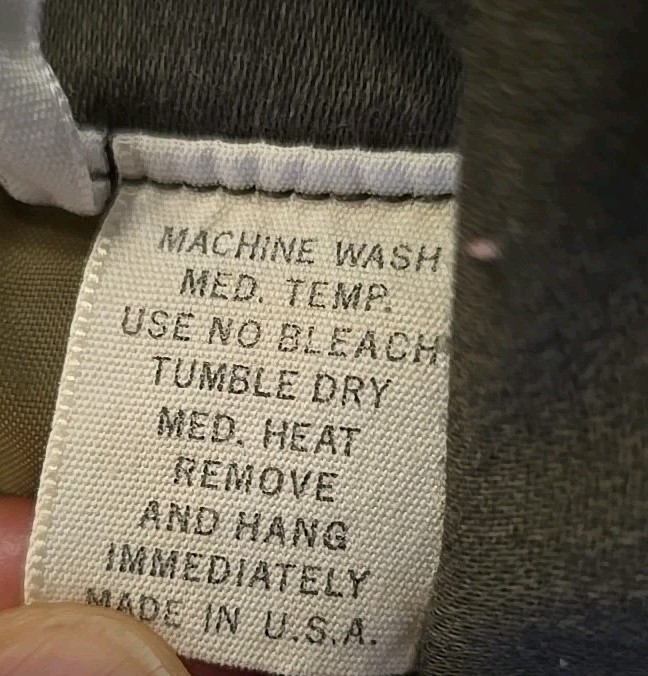 MACHINE WASH
MED. TEMP.
USE NO BLEACH
TUMBLE DRY
MED. HEAT
REMOVE
AND HANG
IMMEDIATELY
MADE IN U.S.A.